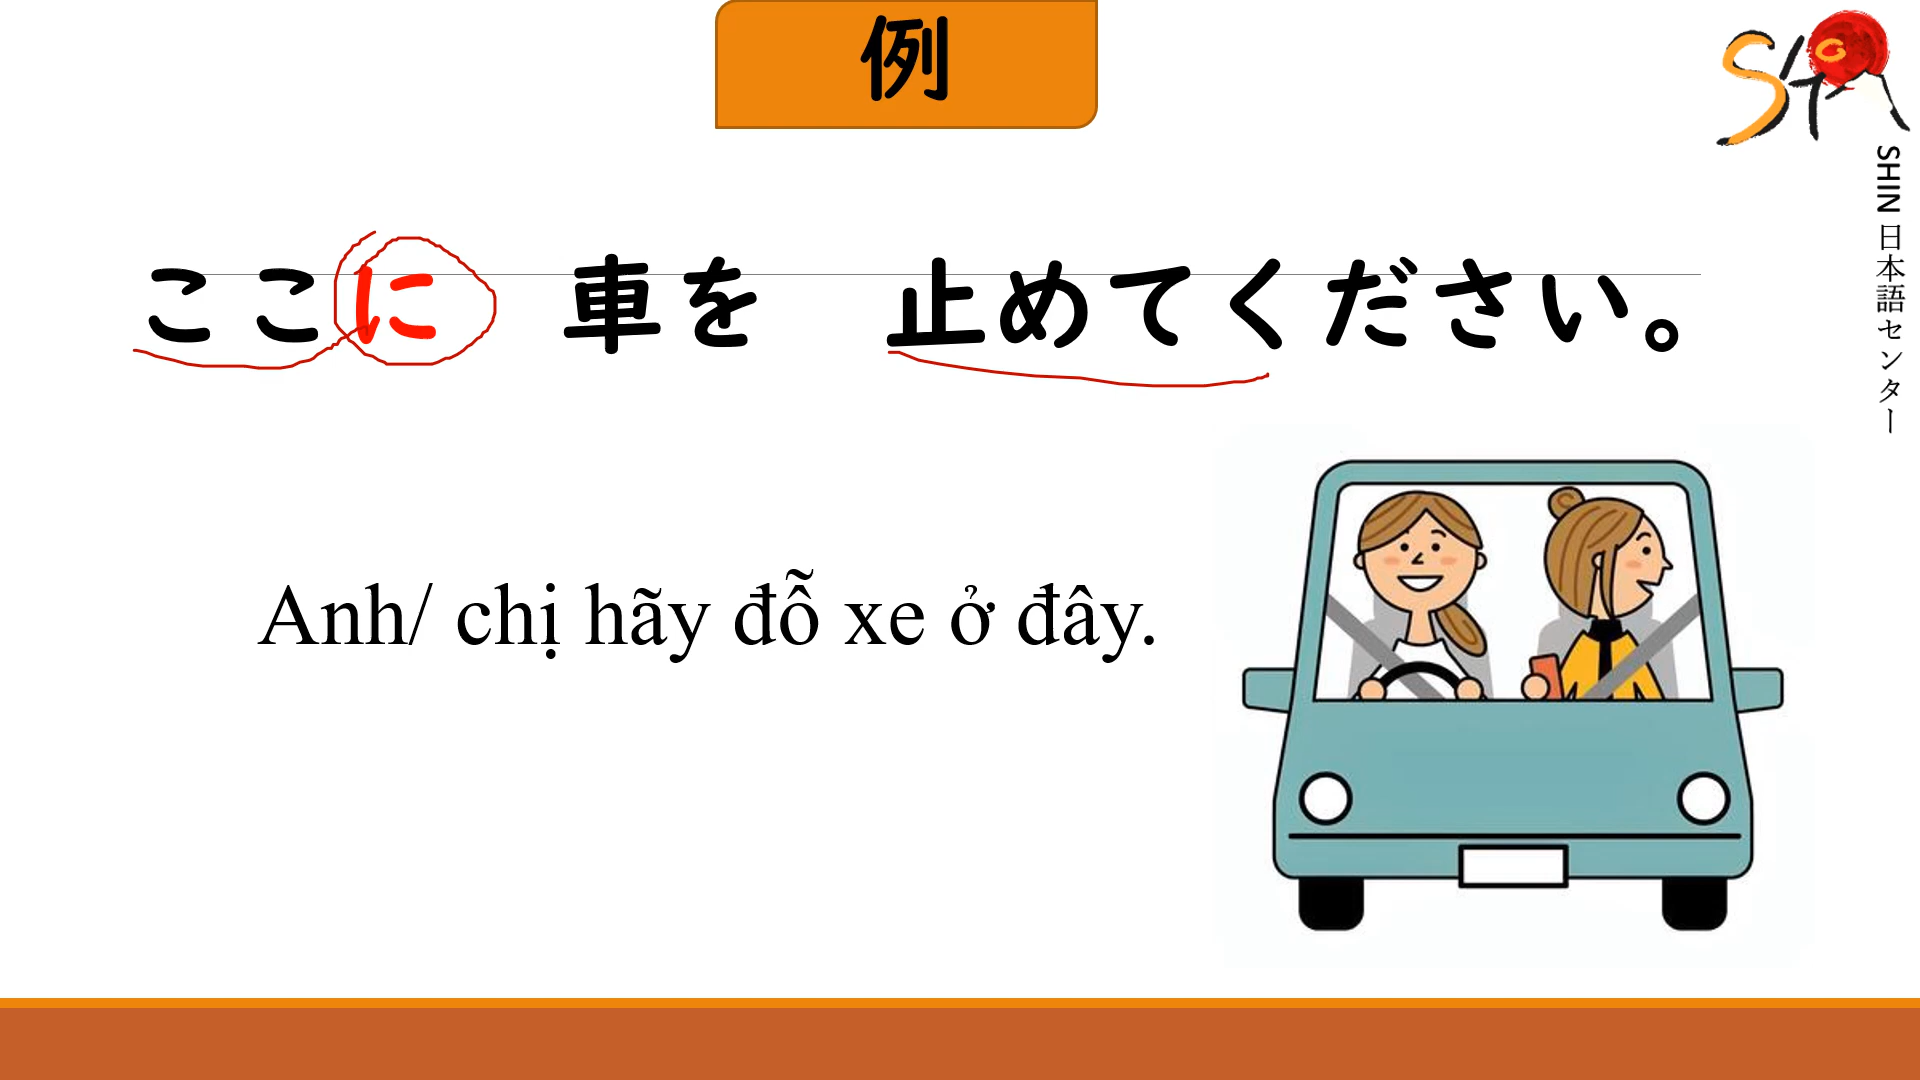 例
SHIN
SHIN 日本語センター
ここに 車を 止めてください。
Anh/ chị hãy đỗ xe ở đây.